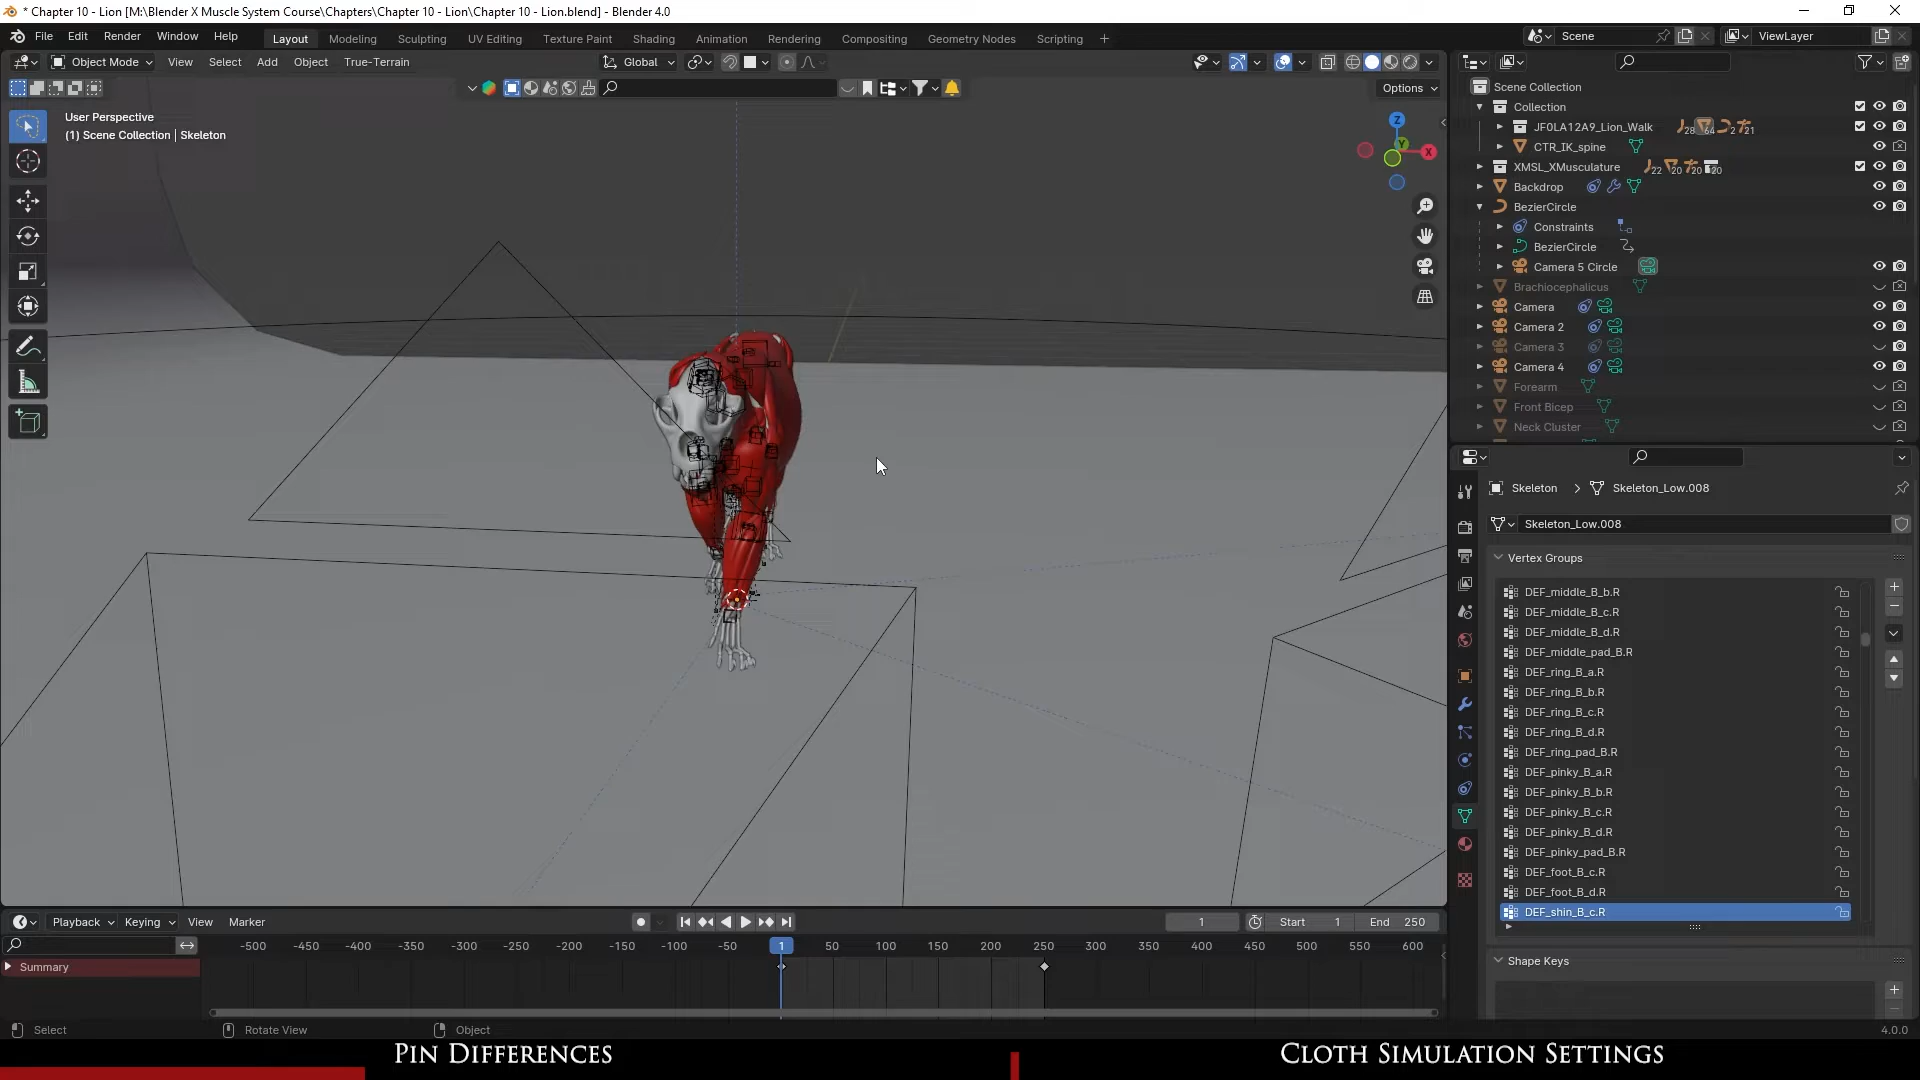 * Chapter 10 - Lion [M:\Blender X Muscle System Course\Chapters\Chapter 10 - Lion\Chapter 10 - Lion.blend] - Blender 4.0
File Edit Render Window Help Layout Modeling Sculpting UV Editing Texture Paint Shading Animation Rendering Compositing Geometry Nodes Scripting + Scene ViewLayer
Object Mode View Select Add Object True-Terrain Global
Options
User Perspective
(1) Scene Collection | Skeleton
Z
Y
X
Scene Collection
Collection
JF0LA12A9_Lion_Walk 28 64 2 21
CTR_IK_spine
XMSL_XMusculature 22 20 20 20
Backdrop
BezierCircle
Constraints
BezierCircle
Camera 5 Circle
Brachiocephalicus
Camera
Camera 2
Camera 3
Camera 4
Forearm
Front Bicep
Neck Cluster
Skeleton > Skeleton_Low.008
Skeleton_Low.008
Vertex Groups
DEF_middle_B_b.R
DEF_middle_B_c.R
DEF_middle_B_d.R
DEF_middle_pad_B.R
DEF_ring_B_a.R
DEF_ring_B_b.R
DEF_ring_B_c.R
DEF_ring_B_d.R
DEF_ring_pad_B.R
DEF_pinky_B_a.R
DEF_pinky_B_b.R
DEF_pinky_B_c.R
DEF_pinky_B_d.R
DEF_pinky_pad_B.R
DEF_foot_B_c.R
DEF_foot_B_d.R
DEF_shin_B_c.R
Shape Keys
Playback Keying View Marker 1 Start 1 End 250
-500 -450 -400 -350 -300 -250 -200 -150 -100 -50 1 50 100 150 200 250 300 350 400 450 500 550 600
Summary
Select Rotate View Object 4.0.0
Pin Differences Cloth Simulation Settings